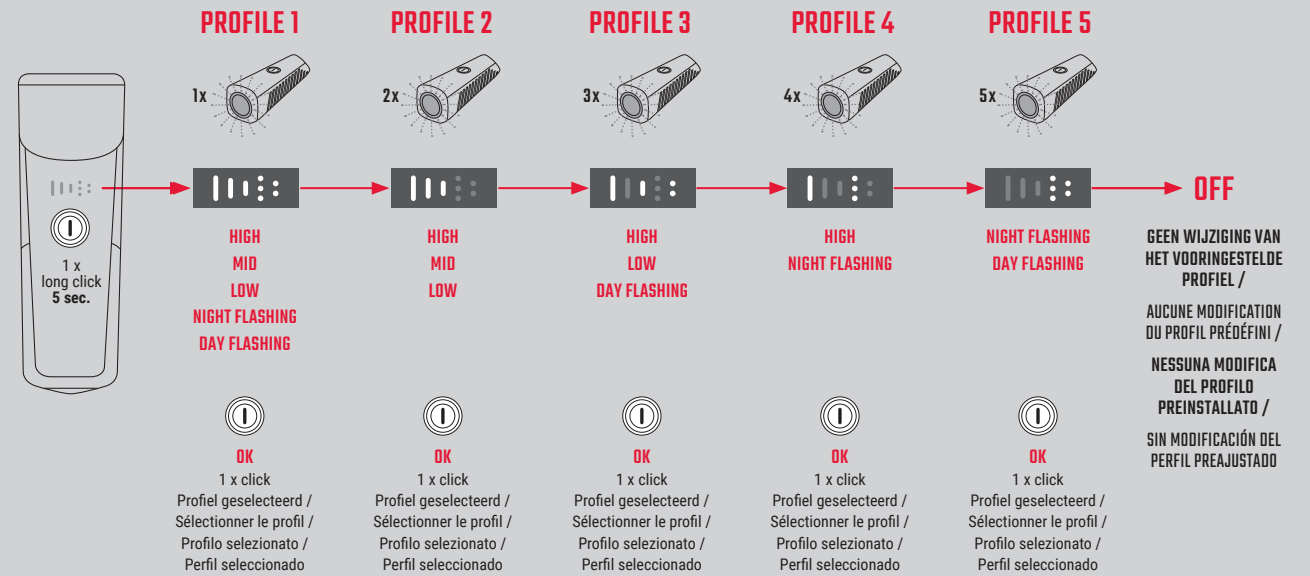 PROFILE 1
PROFILE 2
PROFILE 3
PROFILE 4
PROFILE 5
1x
2x
3x
4x
5x
1 x
long click
5 sec.
HIGH
MID
LOW
NIGHT FLASHING
DAY FLASHING
HIGH
MID
LOW
HIGH
LOW
DAY FLASHING
HIGH
NIGHT FLASHING
NIGHT FLASHING
DAY FLASHING
OFF
GEEN WIJZIGING VAN
HET VOORINGESTELDE
PROFIEL /
AUCUNE MODIFICATION
DU PROFIL PRÉDÉFINI /
NESSUNA MODIFICA
DEL PROFILO
PREINSTALLATO /
SIN MODIFICACIÓN DEL
PERFIL PREAJUSTADO
OK
1 x click
Profiel geselecteerd /
Sélectionner le profil /
Profilo selezionato /
Perfil seleccionado
OK
1 x click
Profiel geselecteerd /
Sélectionner le profil /
Profilo selezionato /
Perfil seleccionado
OK
1 x click
Profiel geselecteerd /
Sélectionner le profil /
Profilo selezionato /
Perfil seleccionado
OK
1 x click
Profiel geselecteerd /
Sélectionner le profil /
Profilo selezionato /
Perfil seleccionado
OK
1 x click
Profiel geselecteerd /
Sélectionner le profil /
Profilo selezionato /
Perfil seleccionado